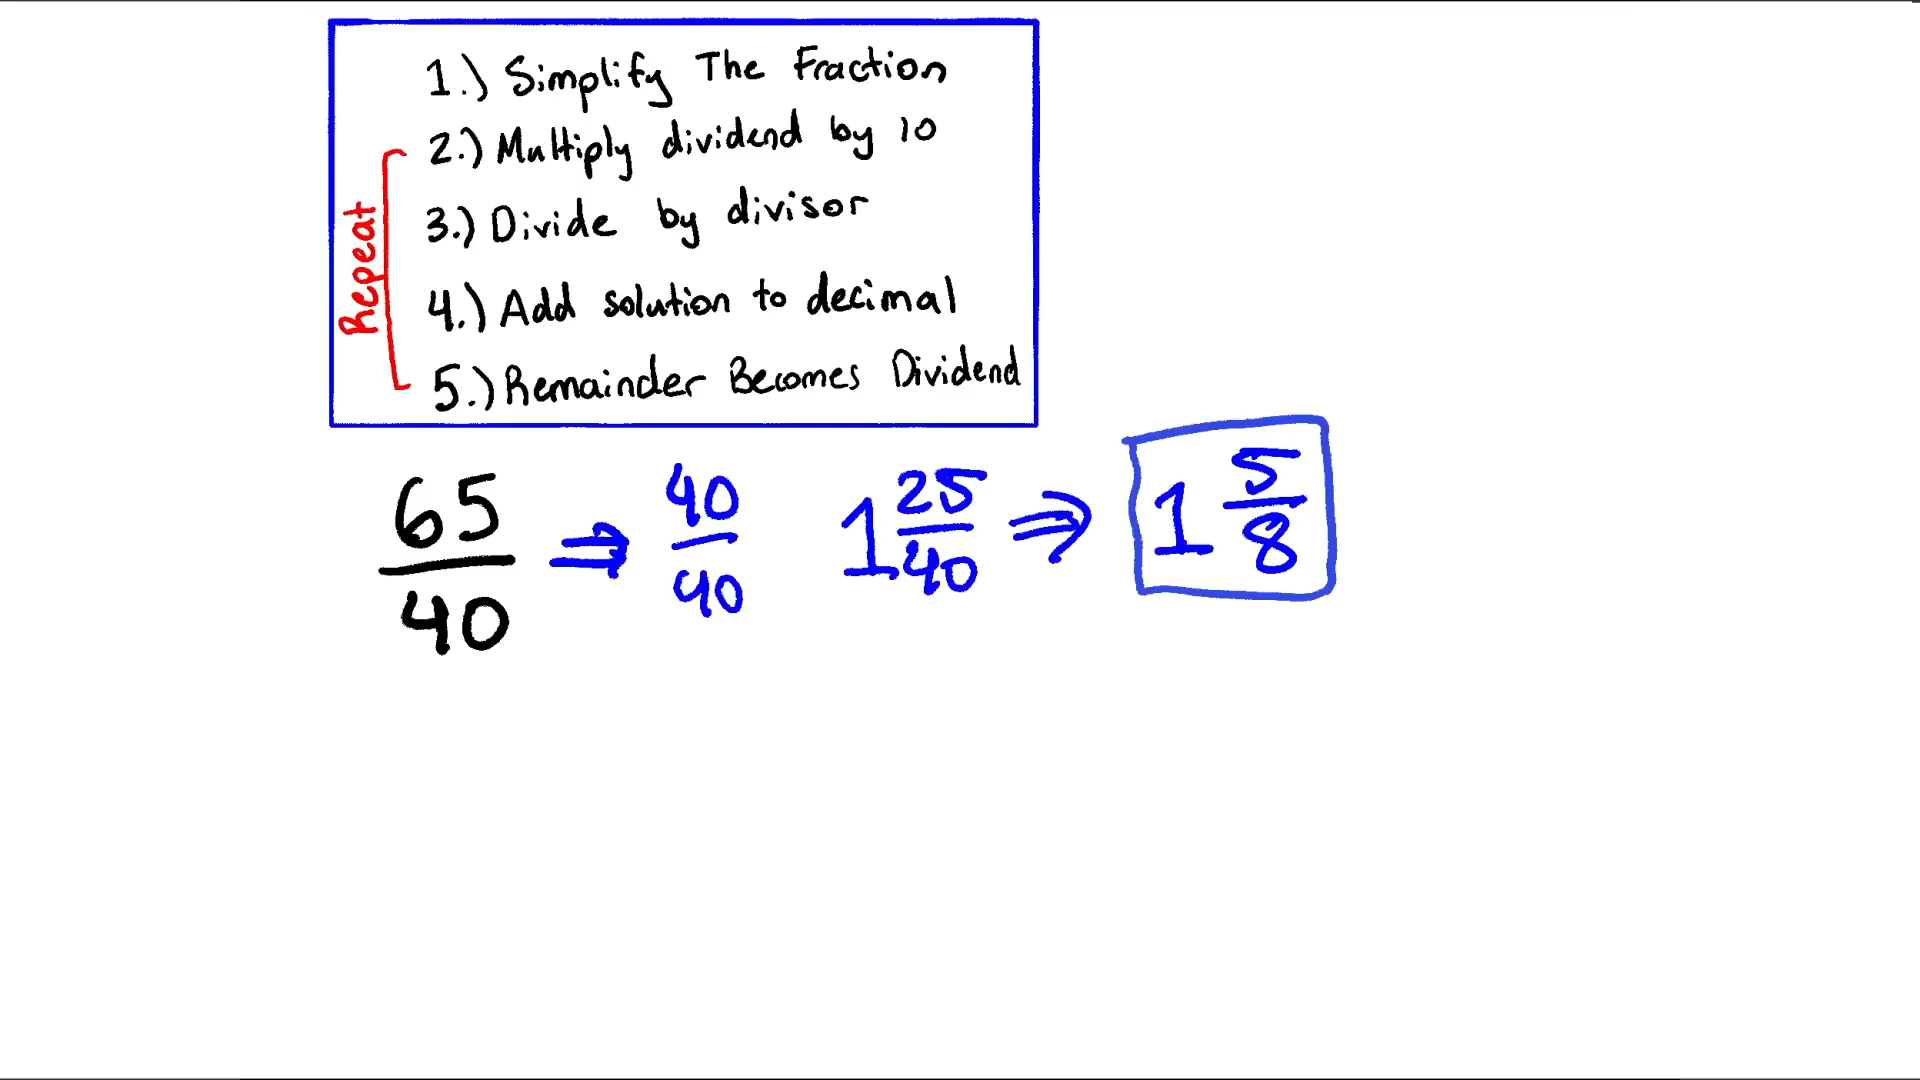 1.) Simplify The Fraction
2.) Multiply dividend by 10
3.) Divide by divisor
4.) Add solution to decimal
5.) Remainder Becomes Dividend
Repeat
65/40 ⇒ 40/40 1 25/40 ⇒ 1 5/8